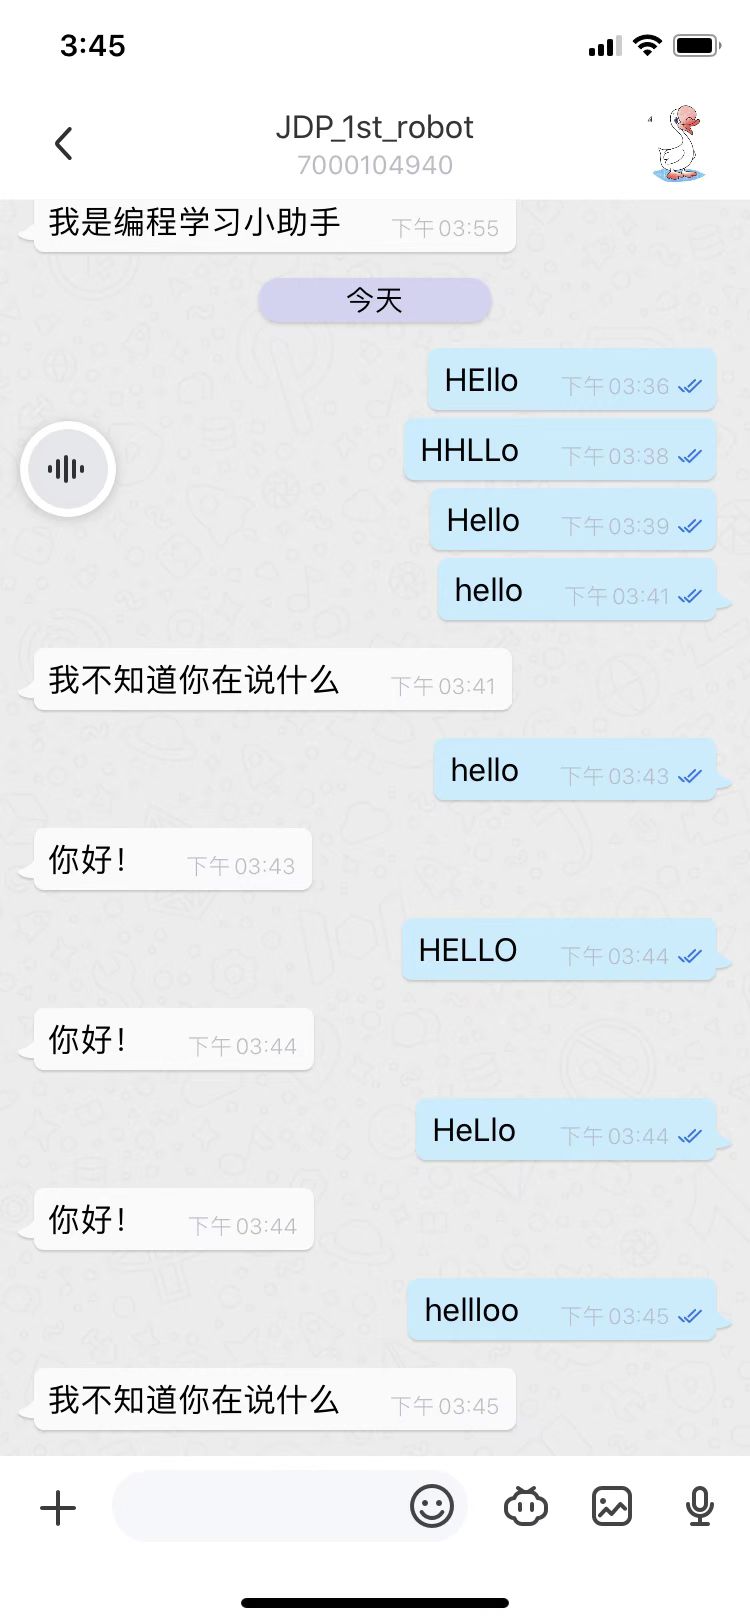 3:45
JDP_1st_robot
7000104940
我是编程学习小助手 下午 03:55
今天
HEllo 下午 03:36
HHLLo 下午 03:38
Hello 下午 03:39
hello 下午 03:41
我不知道你在说什么 下午 03:41
hello 下午 03:43
你好！ 下午 03:43
HELLO 下午 03:44
你好！ 下午 03:44
HeLlo 下午 03:44
你好！ 下午 03:44
hellloo 下午 03:45
我不知道你在说什么 下午 03:45